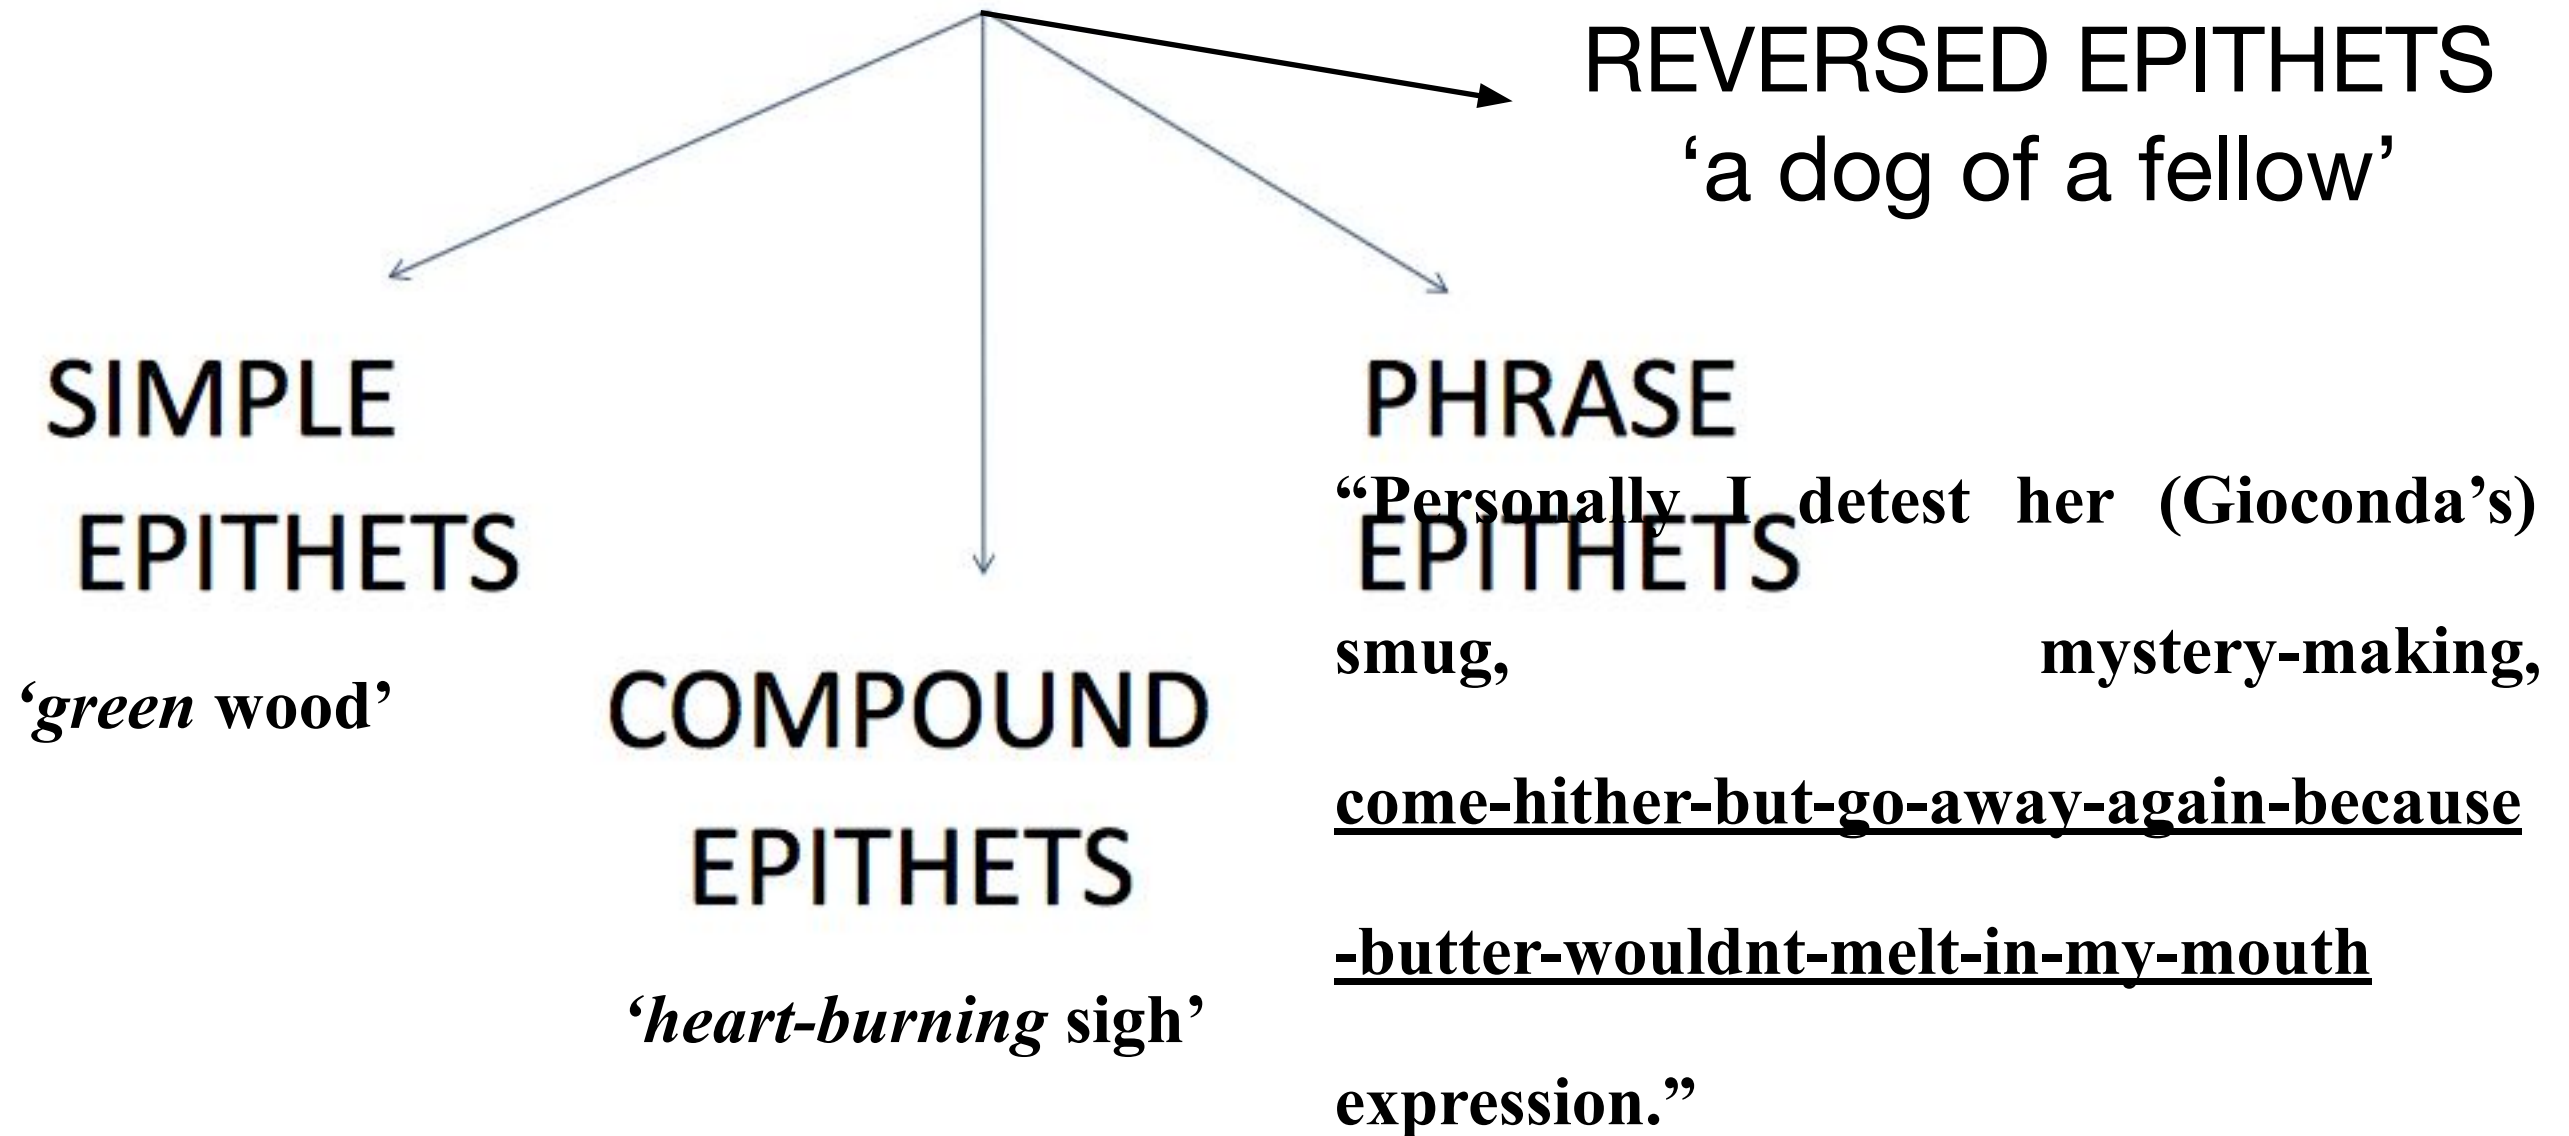 REVERSED EPITHETS
‘a dog of a fellow’
SIMPLE
EPITHETS
‘green wood’
COMPOUND
EPITHETS
‘heart-burning sigh’
PHRASE
EPITHETS
“Personally I detest her (Gioconda’s)
smug, mystery-making,
come-hither-but-go-away-again-because
-butter-wouldnt-melt-in-my-mouth
expression.”